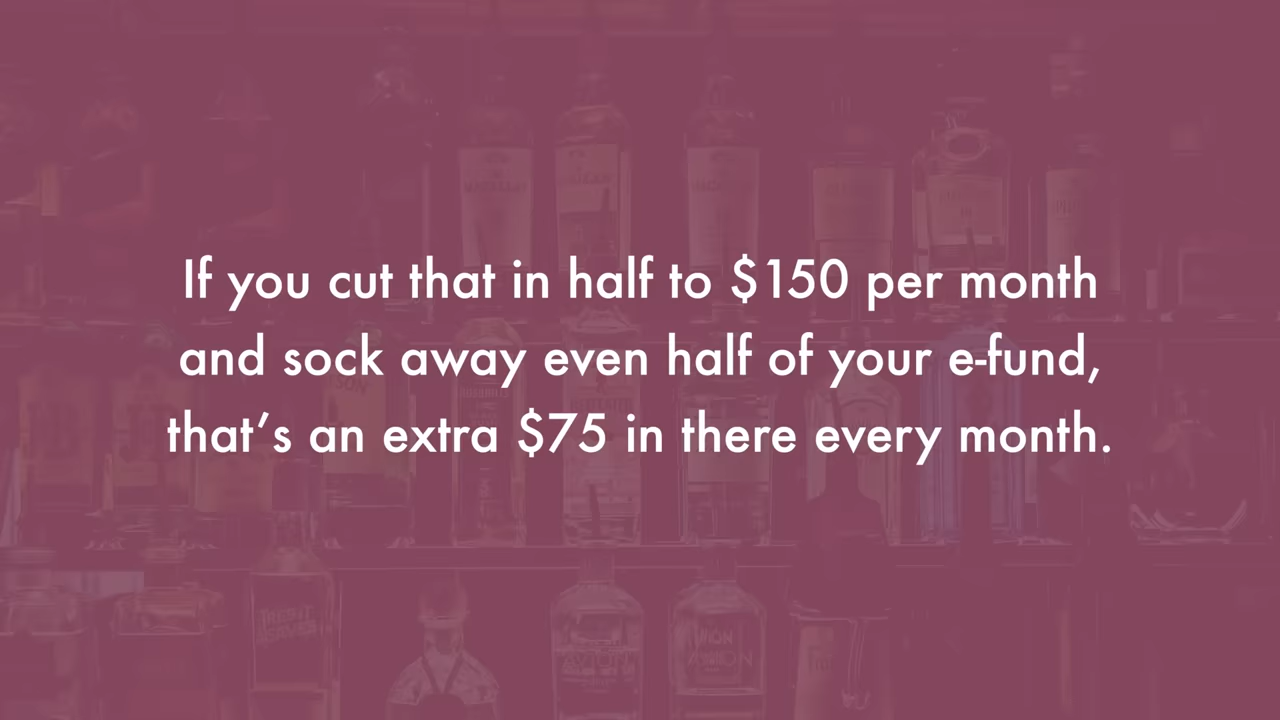 If you cut that in half to $150 per month
and sock away even half of your e-fund,
that’s an extra $75 in there every month.